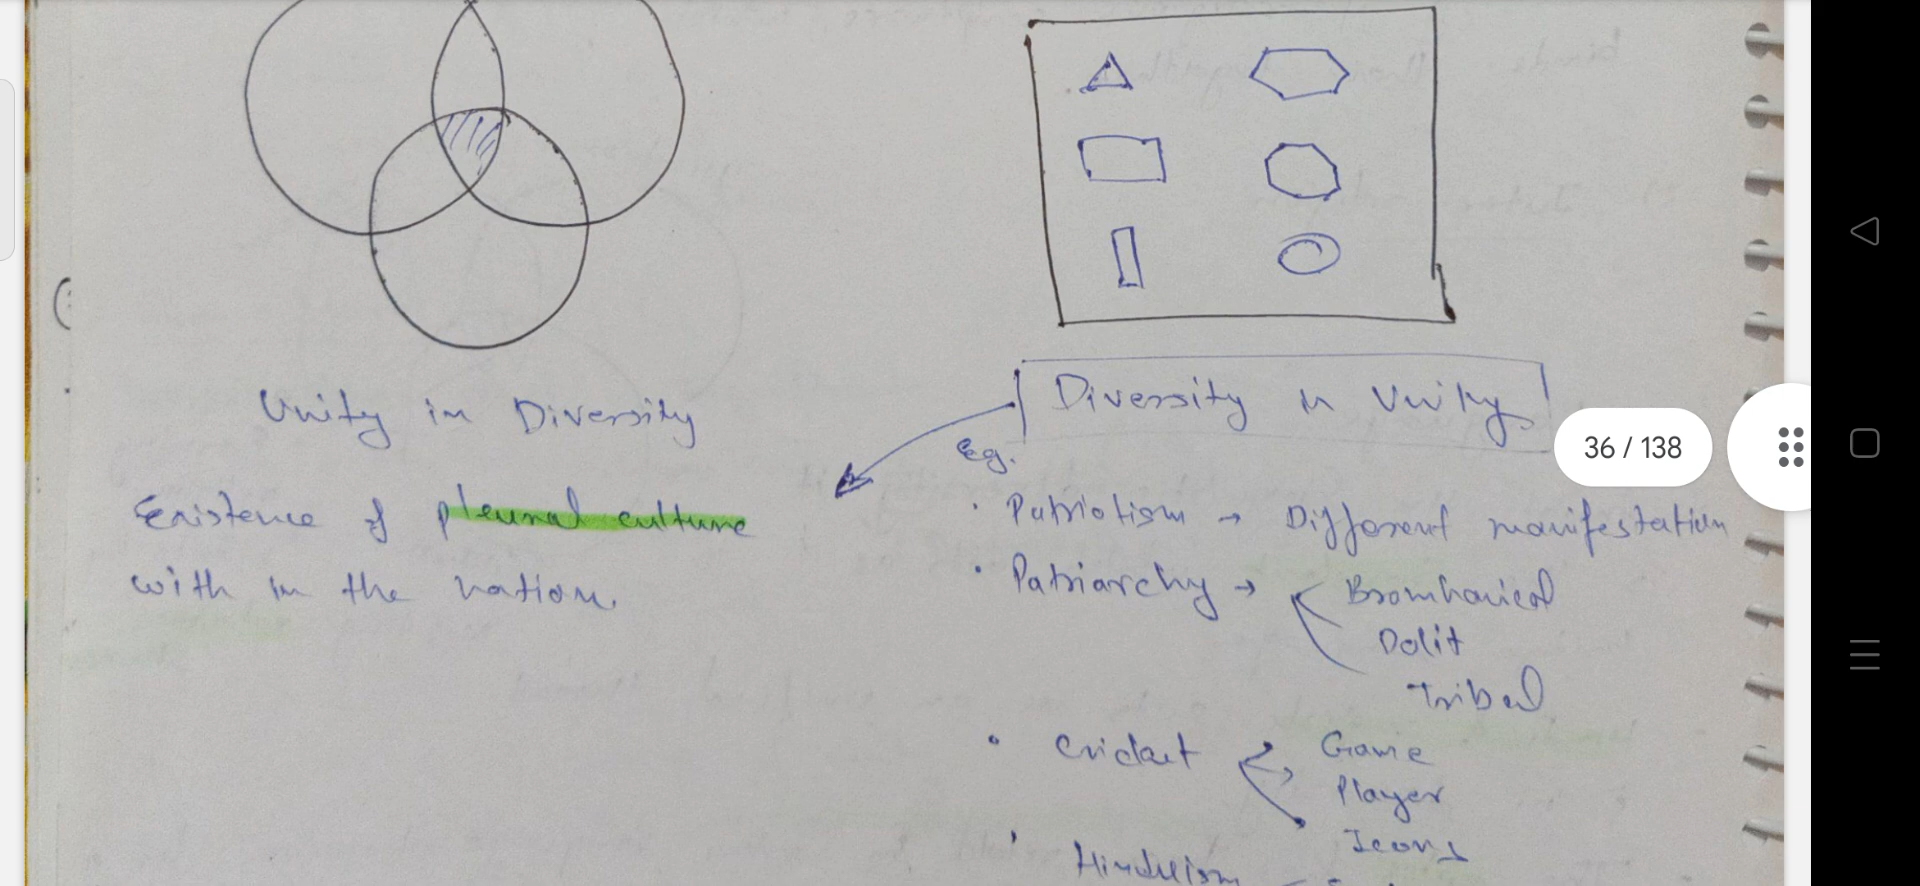 Unity in Diversity
Existence of pleural culture
with in the nation.
Diversity in Unity
Eg.
36 / 138
· Patriotism → Different manifestation
· Patriarchy → Bromhanical
Dalit
Tribal
· Cricket Game
Player
Icons
· Hinduism